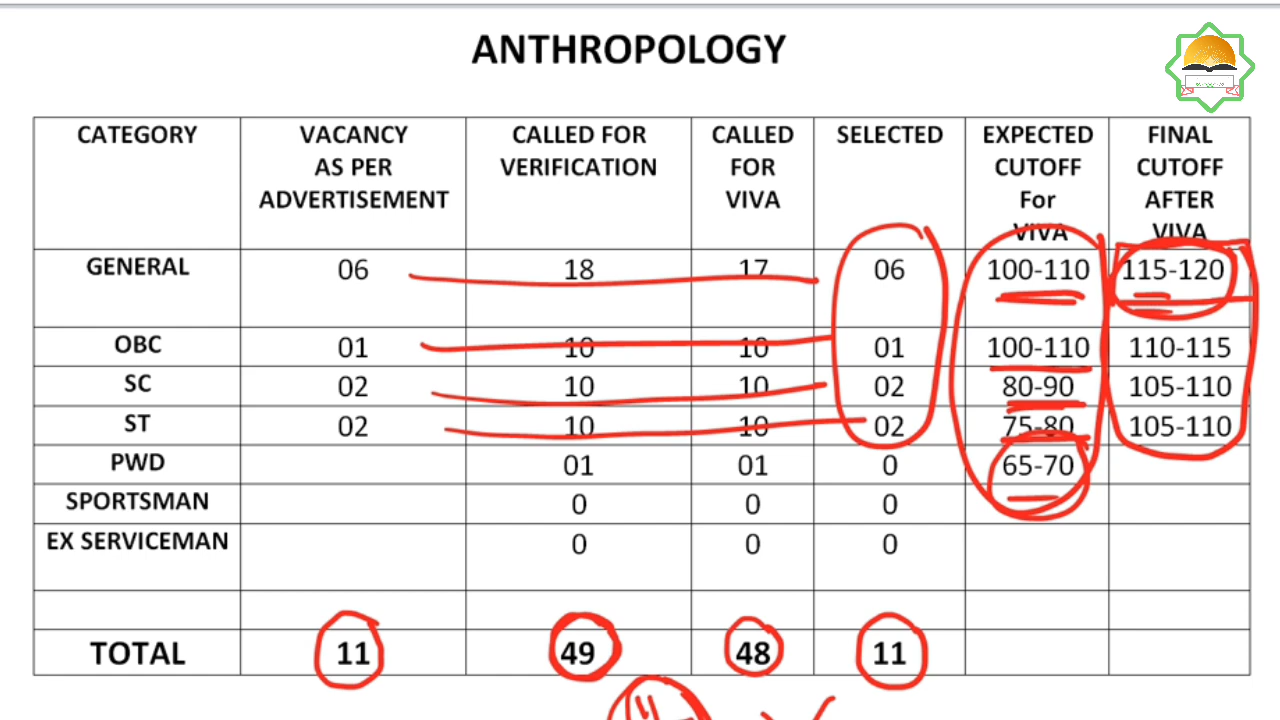 ANTHROPOLOGY
CATEGORY VACANCY AS PER ADVERTISEMENT CALLED FOR VERIFICATION CALLED FOR VIVA SELECTED EXPECTED CUTOFF For VIVA FINAL CUTOFF AFTER VIVA
GENERAL 06 18 17 06 100-110 115-120
OBC 01 10 10 01 100-110 110-115
SC 02 10 10 02 80-90 105-110
ST 02 10 10 02 75-80 105-110
PWD 01 01 0 65-70
SPORTSMAN 0 0 0
EX SERVICEMAN 0 0 0
TOTAL 11 49 48 11